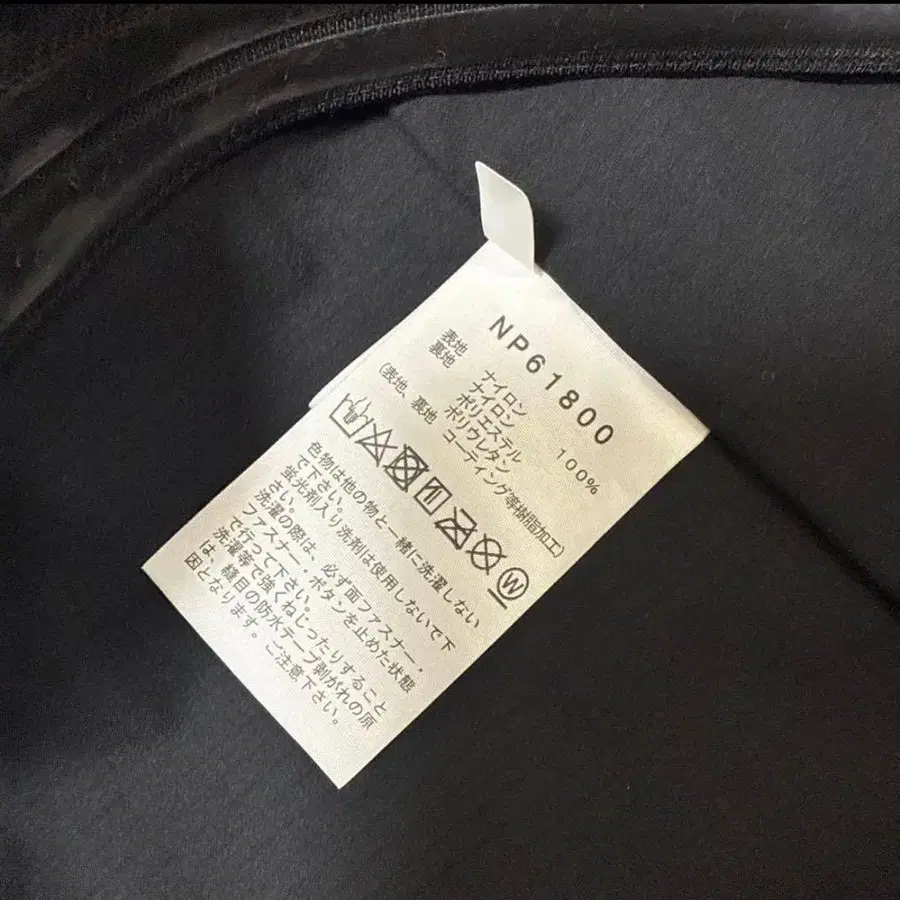 NP61800
表地 ナイロン 100%
裏地 ナイロン
ポリエステル
ポリウレタン
(表地、裏地 コーティング等樹脂加工)
W
色物は他の物と一緒に洗濯しない
で下さい。
蛍光剤入り洗剤は使用しないで下
さい。
洗濯の際は、必ず面ファスナー・
ファスナー、ボタンを止めた状態
で行って下さい。
洗濯等で強くねじったりすること
は、縫目の防水テープ剥がれの原
因となります。ご注意下さい。